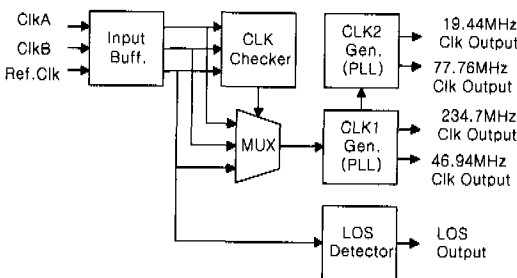 ClkA
ClkB
Ref.Clk
Input
Buff.
CLK
Checker
MUX
CLK2
Gen.
(PLL)
CLK1
Gen.
(PLL)
LOS
Detector
19.44MHz
Clk Output
77.76MHz
Clk Output
234.7MHz
Clk Output
46.94MHz
Clk Output
LOS
Output